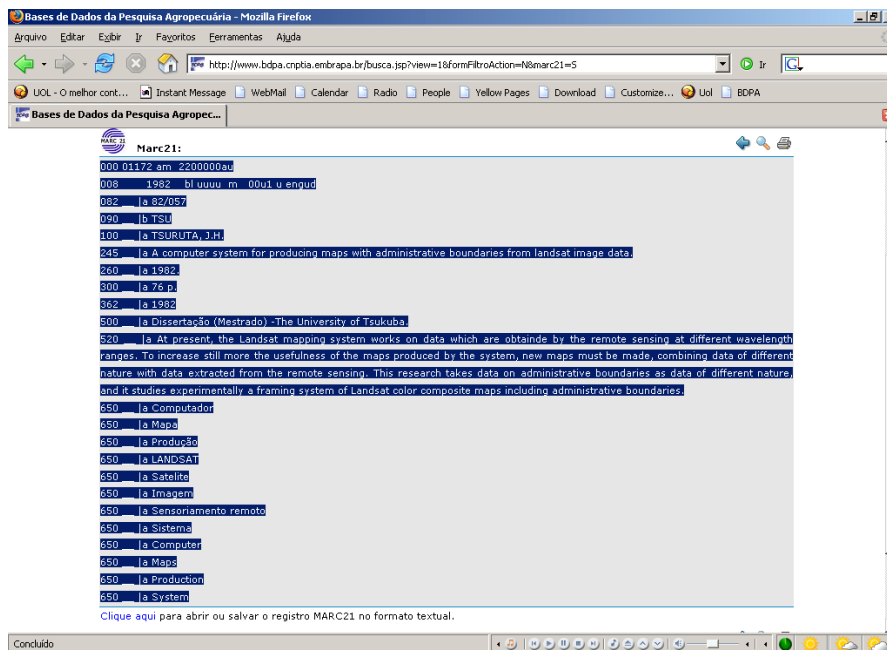 Bases de Dados da Pesquisa Agropecuária - Mozilla Firefox
Arquivo Editar Exibir Ir Favoritos Ferramentas Ajuda
http://www.bdpa.cnptia.embrapa.br/busca.jsp?view=18formFiltroAction=N&marc21=S Ir
UOL - O melhor cont... Instant Message WebMail Calendar Radio People Yellow Pages Download Customize... Uol BDPA
Bases de Dados da Pesquisa Agropec...
MARC 21 Marc21:
000 01172 am 2200000au
008 1982 bl uuuu m 00u1 u engud
082 __ |a 82/057
090 __ |b TSU
100 __ |a TSURUTA, J.H.
245 __ |a A computer system for producing maps with administrative boundaries from landsat image data.
260 __ |a 1982.
300 __ |a 76 p.
362 __ |a 1982
500 __ |a Dissertação (Mestrado) -The University of Tsukuba.
520 __ |a At present, the Landsat mapping system works on data which are obtainde by the remote sensing at different wavelength
ranges. To increase still more the usefulness of the maps produced by the system, new maps must be made, combining data of different
nature with data extracted from the remote sensing. This research takes data on administrative boundaries as data of different nature,
and it studies experimentally a framing system of Landsat color composite maps including administrative boundaries.
650 __ |a Computador
650 __ |a Mapa
650 __ |a Produção
650 __ |a LANDSAT
650 __ |a Satelite
650 __ |a Imagem
650 __ |a Sensoriamento remoto
650 __ |a Sistema
650 __ |a Computer
650 __ |a Maps
650 __ |a Production
650 __ |a System
Clique aqui para abrir ou salvar o registro MARC21 no formato textual.
Concluído